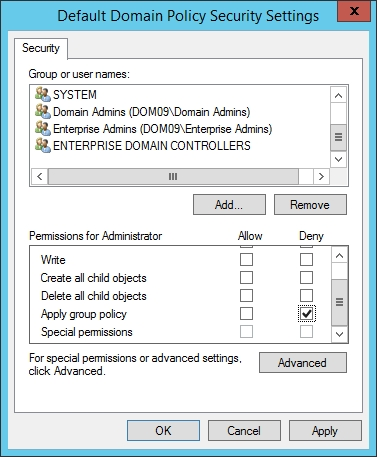 Default Domain Policy Security Settings
x
Security
Group or user names:
SYSTEM
Domain Admins (DOM09\Domain Admins)
Enterprise Admins (DOM09\Enterprise Admins)
ENTERPRISE DOMAIN CONTROLLERS
Add...
Remove
Permissions for Administrator Allow Deny
Write
Create all child objects
Delete all child objects
Apply group policy
Special permissions
For special permissions or advanced settings,
click Advanced.
Advanced
OK
Cancel
Apply